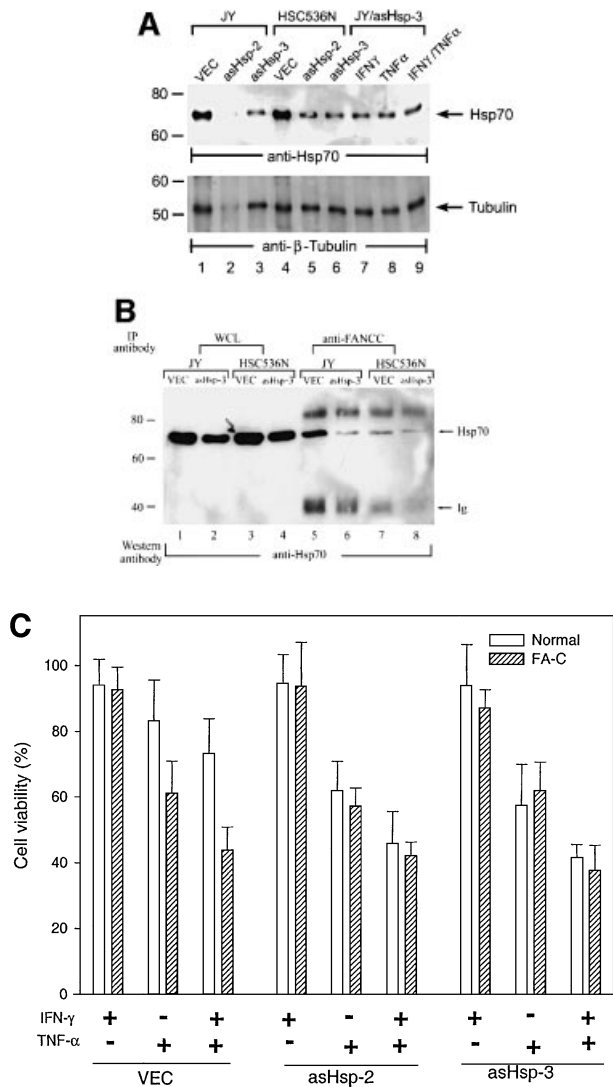 A
JY HSC536N JY/asHsp-3
VEC asHsp-2 asHsp-3 VEC asHsp-2 asHsp-3 IFNγ TNFα IFNγ/TNFα
80
60
Hsp70
anti-Hsp70
60
50
Tubulin
anti-β-Tubulin
1 2 3 4 5 6 7 8 9
B
IP antibody
WCL anti-FANCC
JY HSC536N JY HSC536N
VEC asHsp-3 VEC asHsp-3 VEC asHsp-3 VEC asHsp-3
80
60
40
Hsp70
Ig
1 2 3 4 5 6 7 8
Western antibody
anti-Hsp70
C
Normal
FA-C
Cell viability (%)
100
80
60
40
20
0
IFN-γ + - + + - + + - +
TNF-α - + + - + + - + +
VEC asHsp-2 asHsp-3